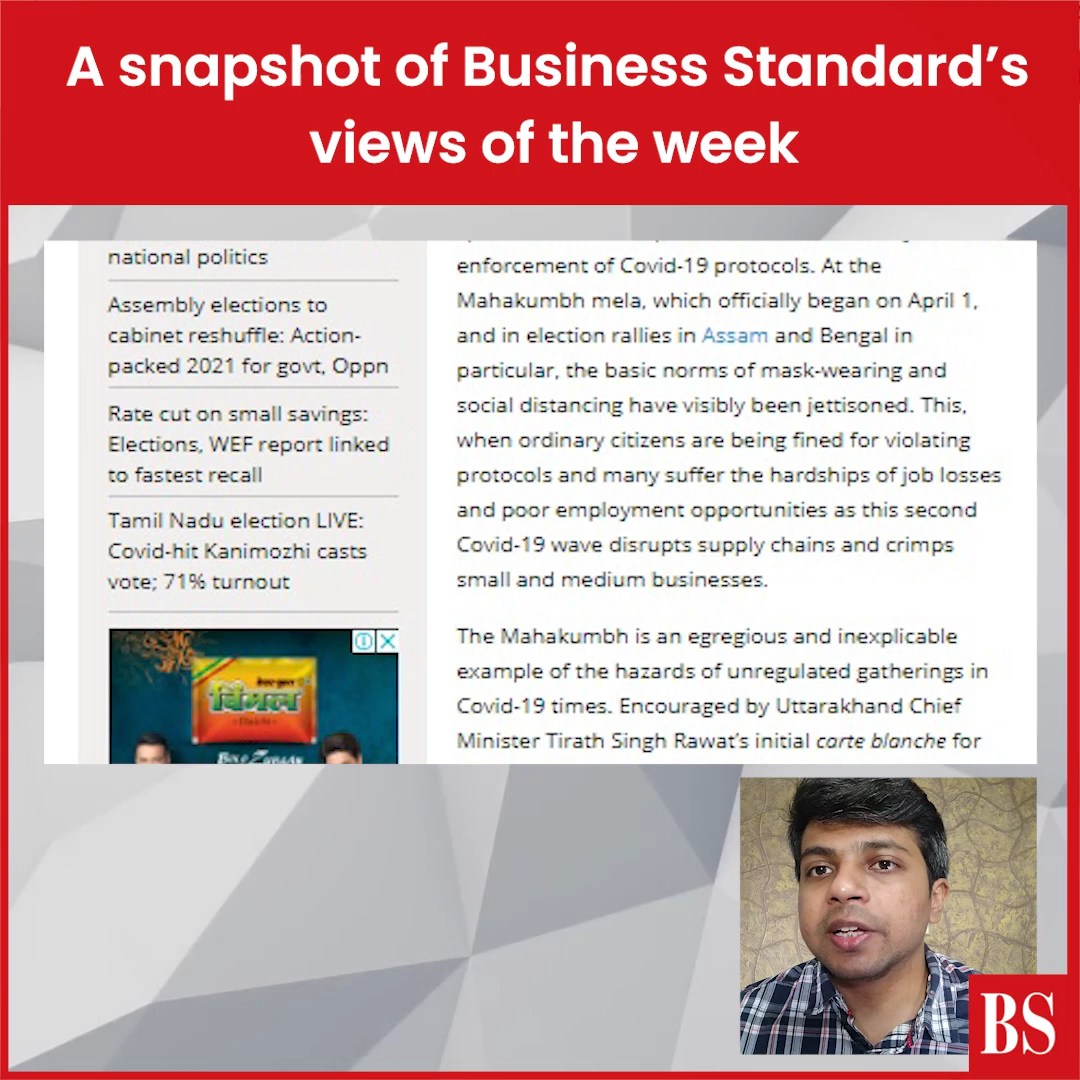 A snapshot of Business Standard's
views of the week
national politics
Assembly elections to
cabinet reshuffle: Action-
packed 2021 for govt, Oppn
Rate cut on small savings:
Elections, WEF report linked
to fastest recall
Tamil Nadu election LIVE:
Covid-hit Kanimozhi casts
vote; 71% turnout
विमल
enforcement of Covid-19 protocols. At the
Mahakumbh mela, which officially began on April 1,
and in election rallies in Assam and Bengal in
particular, the basic norms of mask-wearing and
social distancing have visibly been jettisoned. This,
when ordinary citizens are being fined for violating
protocols and many suffer the hardships of job losses
and poor employment opportunities as this second
Covid-19 wave disrupts supply chains and crimps
small and medium businesses.
The Mahakumbh is an egregious and inexplicable
example of the hazards of unregulated gatherings in
Covid-19 times. Encouraged by Uttarakhand Chief
Minister Tirath Singh Rawat's initial carte blanche for
BS